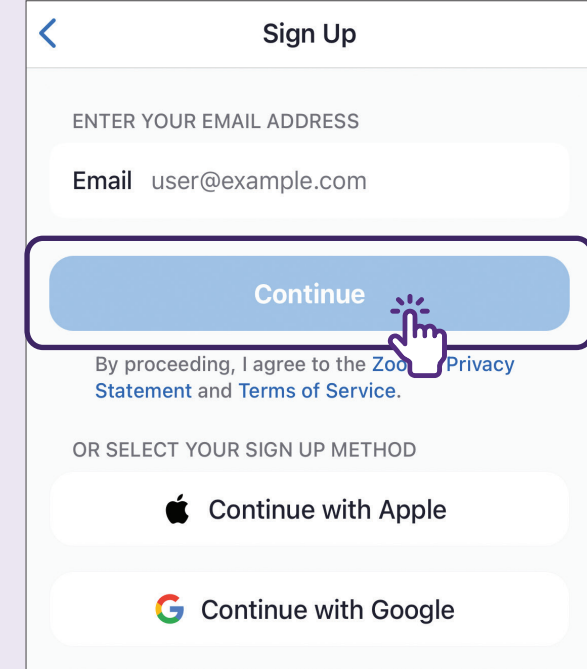 Sign Up
ENTER YOUR EMAIL ADDRESS
Email user@example.com
Continue
By proceeding, I agree to the Privacy
Statement and Terms of Service.
OR SELECT YOUR SIGN UP METHOD
Continue with Apple
Continue with Google